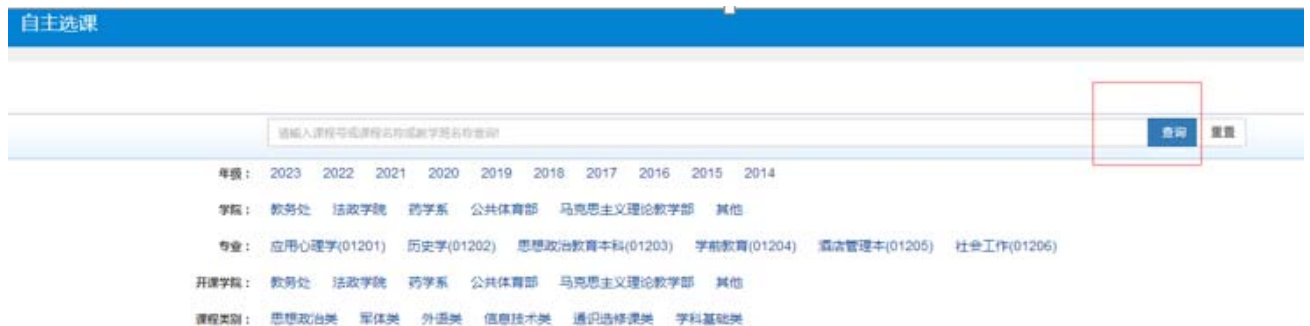 自主选课
请输入课程号或课程名称或教学班名称查询! 查询 重置
年级： 2023 2022 2021 2020 2019 2018 2017 2016 2015 2014
学院： 教务处 法政学院 药学系 公共体育部 马克思主义理论教学部 其他
专业： 应用心理学(01201) 历史学(01202) 思想政治教育本科(01203) 学前教育(01204) 酒店管理本(01205) 社会工作(01206)
开课学院： 教务处 法政学院 药学系 公共体育部 马克思主义理论教学部 其他
课程类别： 思想政治类 军体类 外语类 信息技术类 通识选修课类 学科基础类